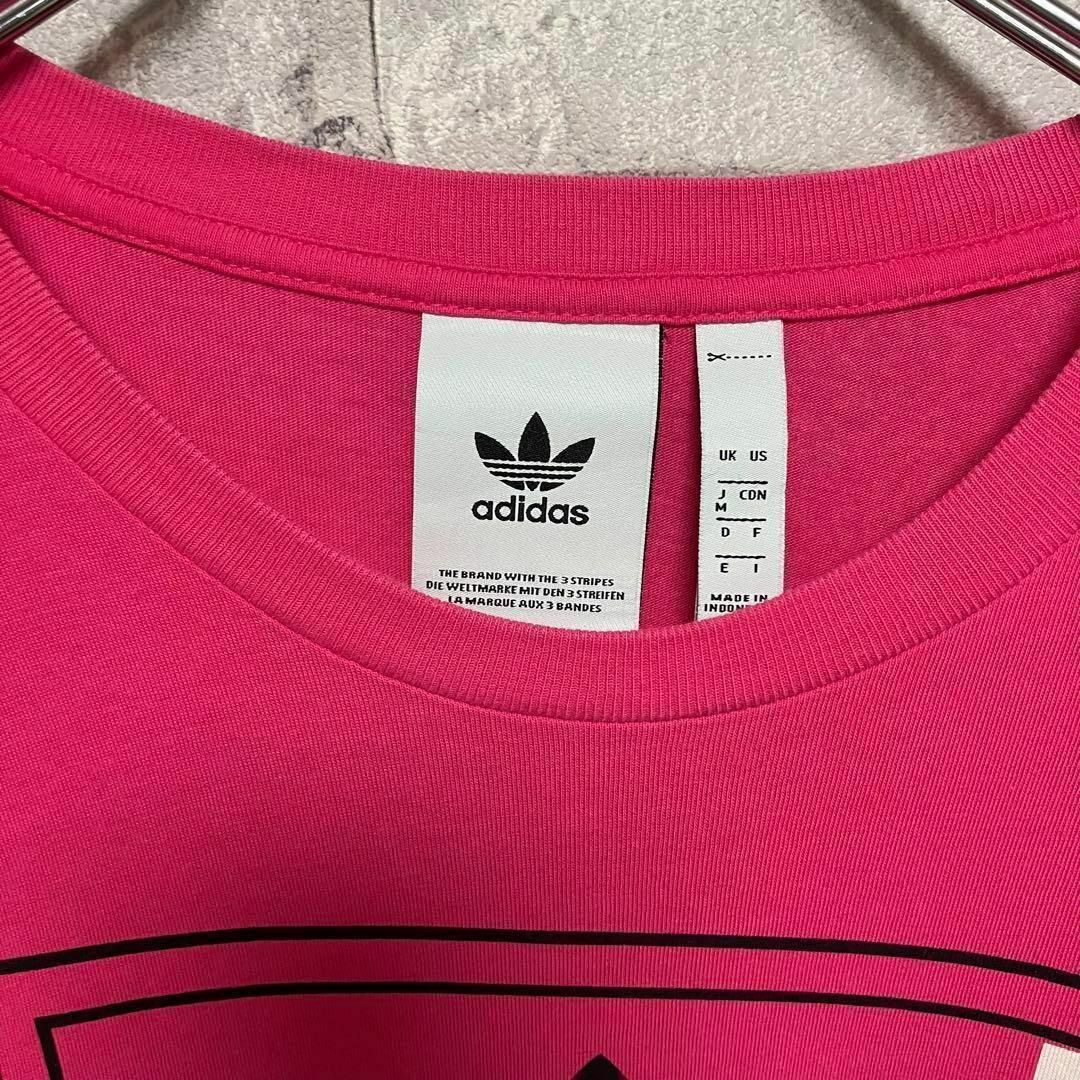 adidas
THE BRAND WITH THE 3 STRIPES
DIE WELTMARKE MIT DEN 3 STREIFEN
LA MARQUE AUX 3 BANDES
UK US
J CDN
M
D F
E I
MADE IN